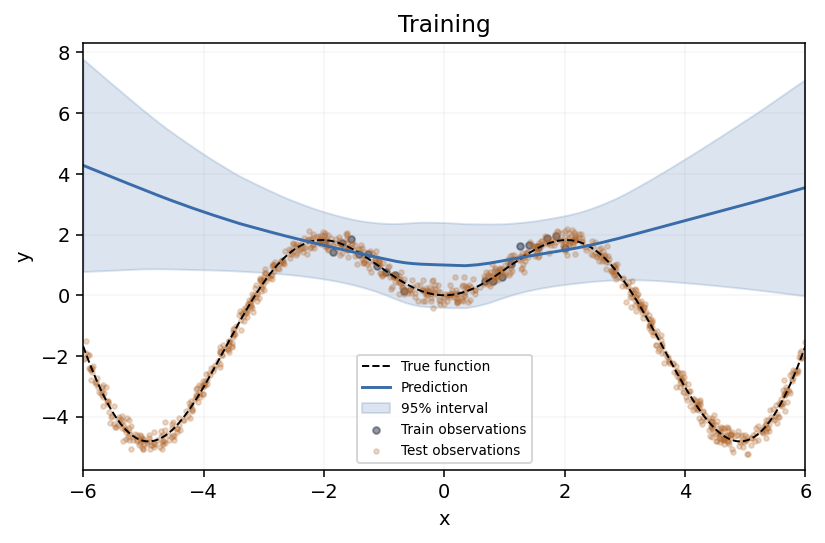 Training
8
6
4
2
0
−2
−4
y
−6
−4
−2
0
2
4
6
x
True function
Prediction
95% interval
Train observations
Test observations